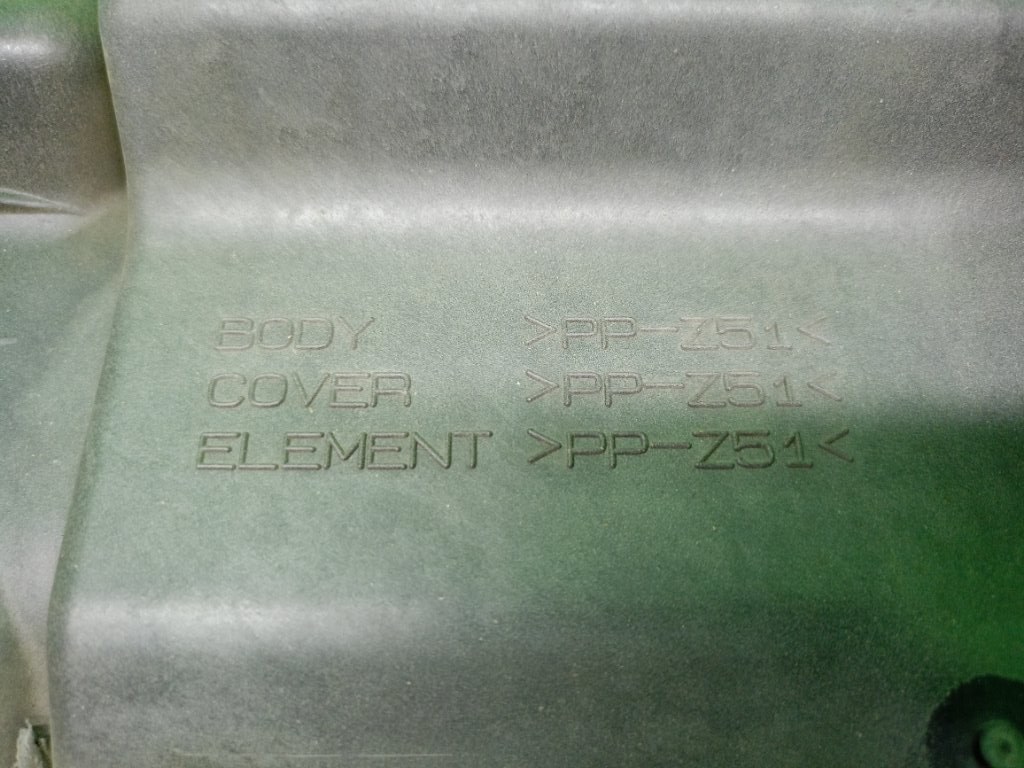 BODY >PP-Z51<
COVER >PP-Z51<
ELEMENT >PP-Z51<